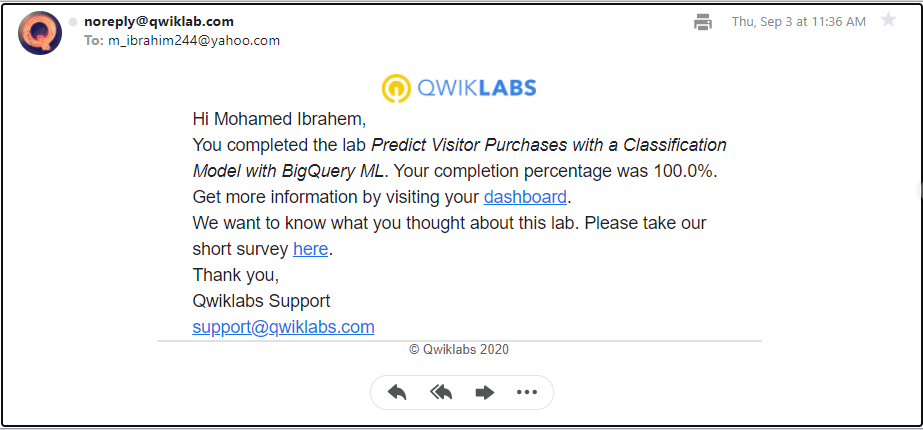 noreply@qwiklab.com
Thu, Sep 3 at 11:36 AM
To: m_ibrahim244@yahoo.com
QWIKLABS
Hi Mohamed Ibrahem,
You completed the lab Predict Visitor Purchases with a Classification
Model with BigQuery ML. Your completion percentage was 100.0%.
Get more information by visiting your dashboard.
We want to know what you thought about this lab. Please take our
short survey here.
Thank you,
Qwiklabs Support
support@qwiklabs.com
© Qwiklabs 2020